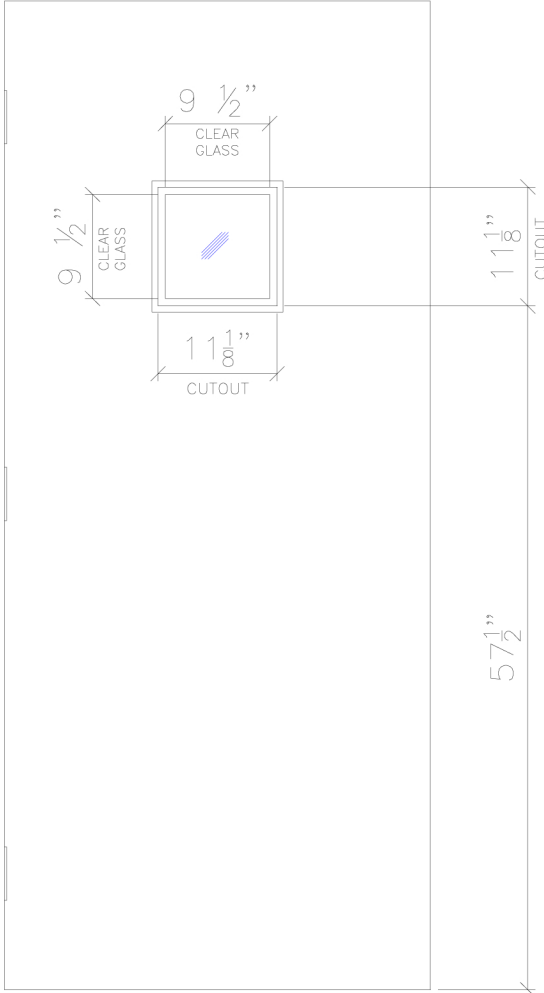 9 ½”
CLEAR
GLASS
9 ½”
CLEAR
GLASS
11⅛”
CUTOUT
11⅛”
CUTOUT
57½”